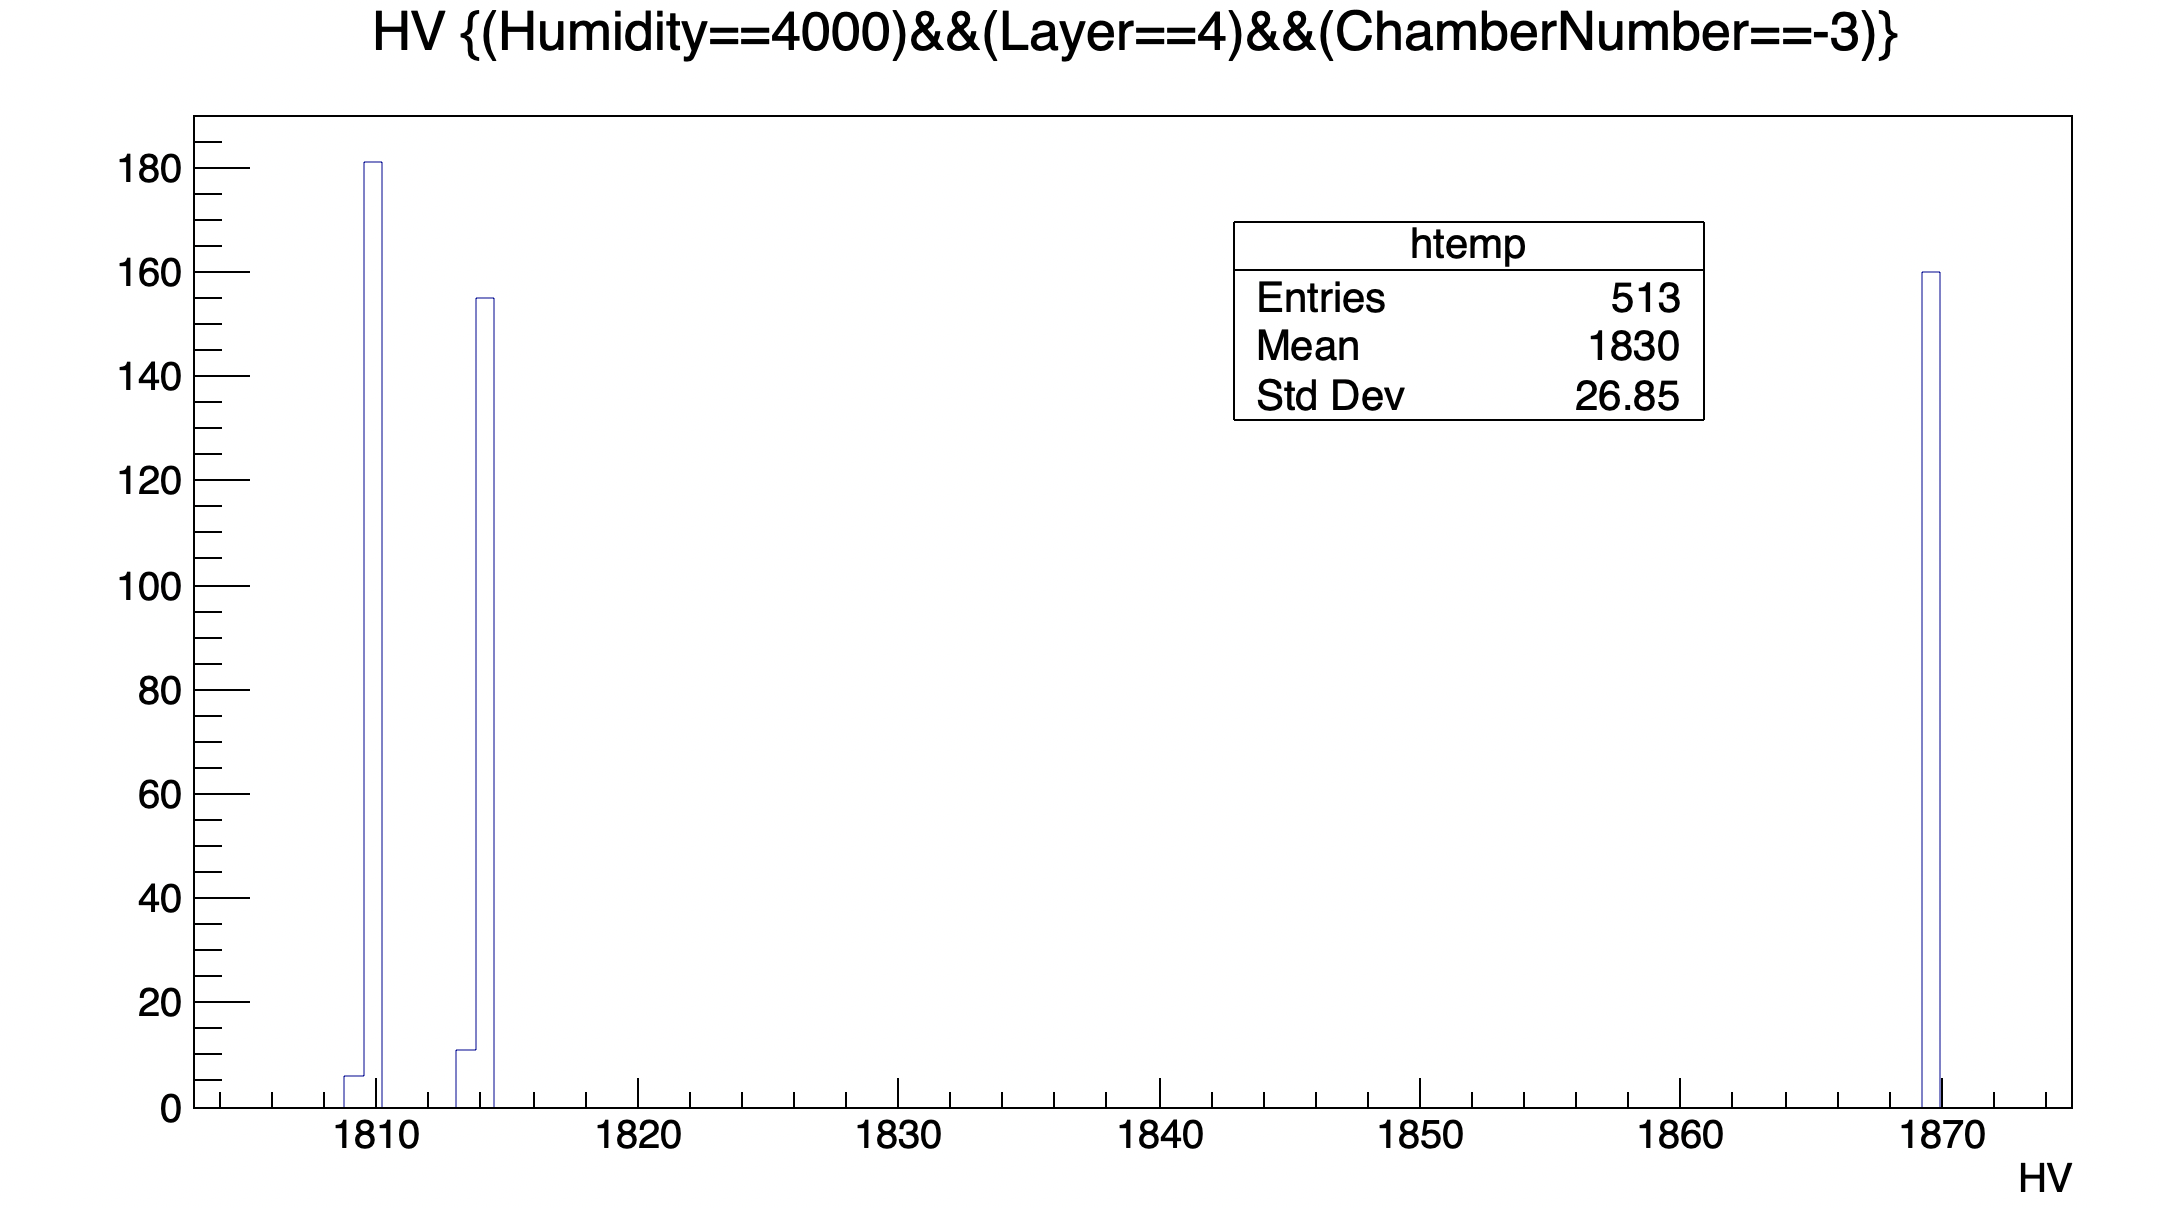 HV {(Humidity==4000)&&(Layer==4)&&(ChamberNumber==-3)}
180
160
140
120
100
80
60
40
20
0
htemp
Entries 513
Mean 1830
Std Dev 26.85
1810 1820 1830 1840 1850 1860 1870
HV